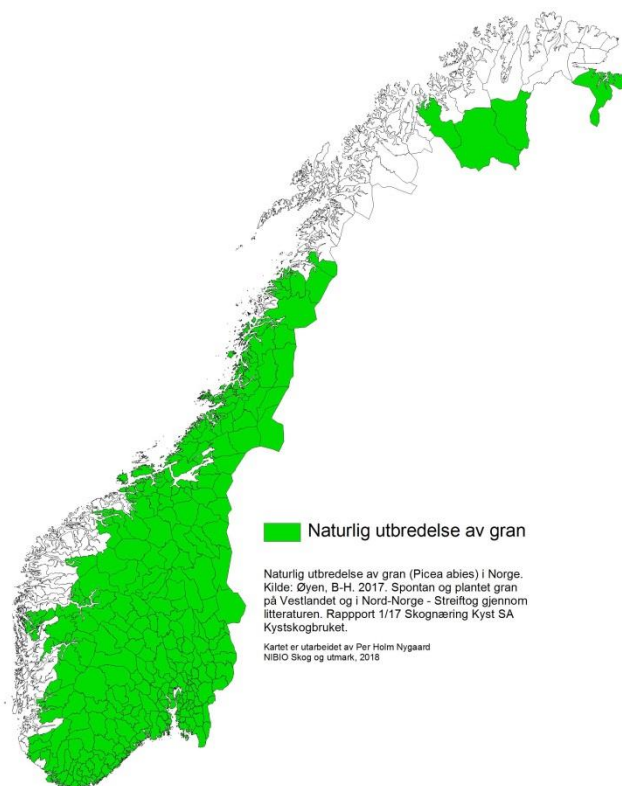 Naturlig utbredelse av gran
Naturlig utbredelse av gran (Picea abies) i Norge.
Kilde: Øyen, B-H. 2017. Spontan og plantet gran
på Vestlandet og i Nord-Norge - Streiftog gjennom
litteraturen. Rappport 1/17 Skognæring Kyst SA
Kystskogbruket.
Kartet er utarbeidet av Per Holm Nygaard
NIBIO Skog og utmark, 2018